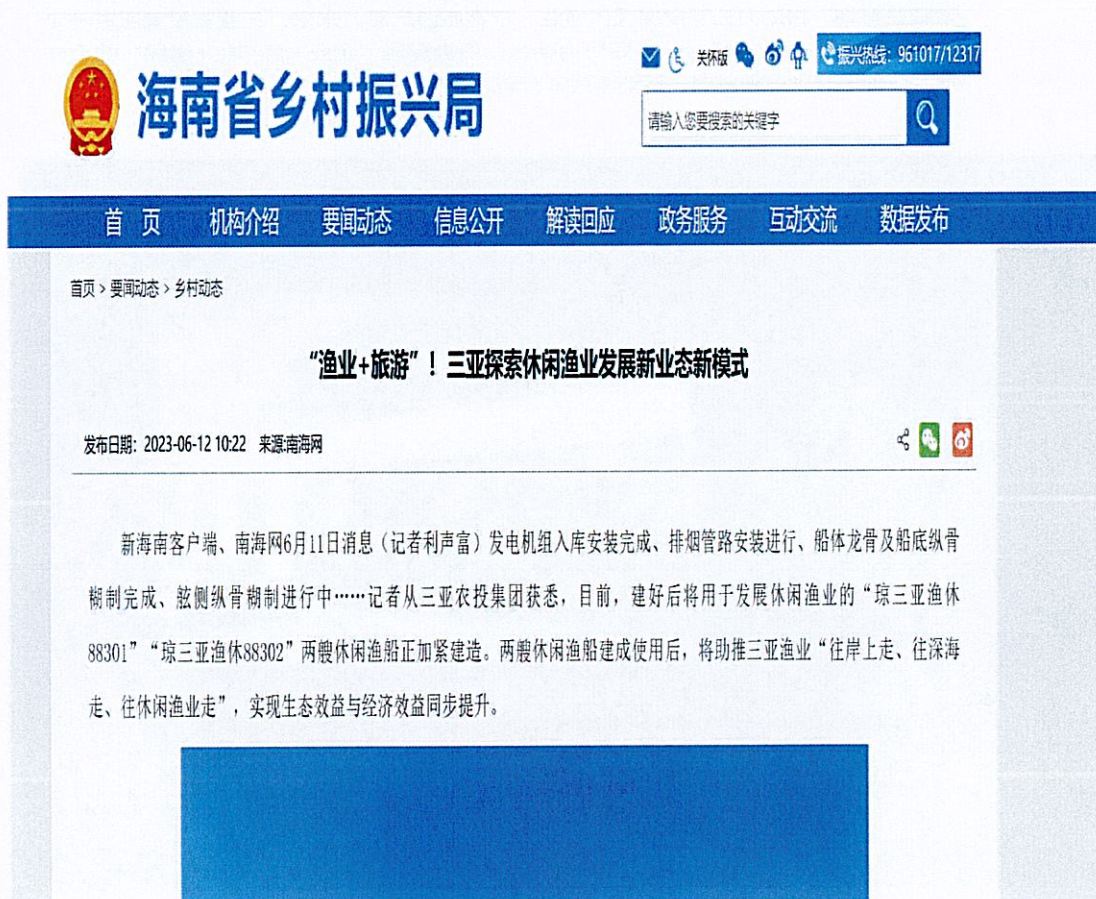 关怀版
振兴热线：961017/12317
海南省乡村振兴局
请输入您要搜索的关键字
首 页 机构介绍 要闻动态 信息公开 解读回应 政务服务 互动交流 数据发布
首页 > 要闻动态 > 乡村动态
“渔业+旅游”！三亚探索休闲渔业发展新业态新模式
发布日期：2023-06-12 10:22 来源:南海网
新海南客户端、南海网6月11日消息（记者利声富）发电机组入库安装完成、排烟管路安装进行、船体龙骨及船底纵骨
糊制完成、舷侧纵骨糊制进行中……记者从三亚农投集团获悉，目前，建好后将用于发展休闲渔业的“琼三亚渔休
88301”“琼三亚渔休88302”两艘休闲渔船正加紧建造。两艘休闲渔船建成使用后，将助推三亚渔业“往岸上走、往深海
走、往休闲渔业走”，实现生态效益与经济效益同步提升。